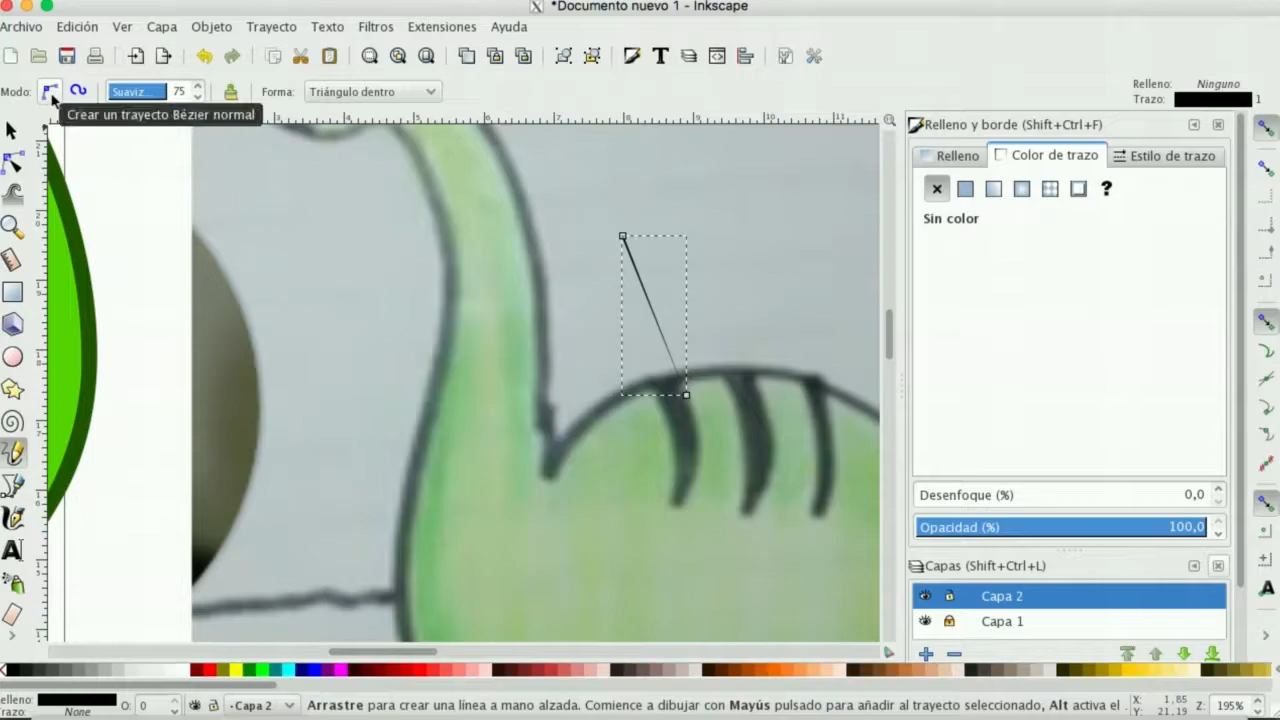 *Documento nuevo 1 - Inkscape
Archivo Edición Ver Capa Objeto Trayecto Texto Filtros Extensiones Ayuda
Modo: Suaviz... 75 Forma: Triángulo dentro
Relleno: Ninguno
Trazo: 1
Crear un trayecto Bézier normal
Relleno y borde (Shift+Ctrl+F)
Relleno Color de trazo Estilo de trazo
Sin color
Desenfoque (%) 0,0
Opacidad (%) 100,0
Capas (Shift+Ctrl+L)
Capa 2
Capa 1
elleno:
razo: None
O: 0
Capa 2
Arrastre para crear una línea a mano alzada. Comience a dibujar con Mayús pulsado para añadir al trayecto seleccionado, Alt activa el
X: 1,85
Y: 21,19
Z: 195%